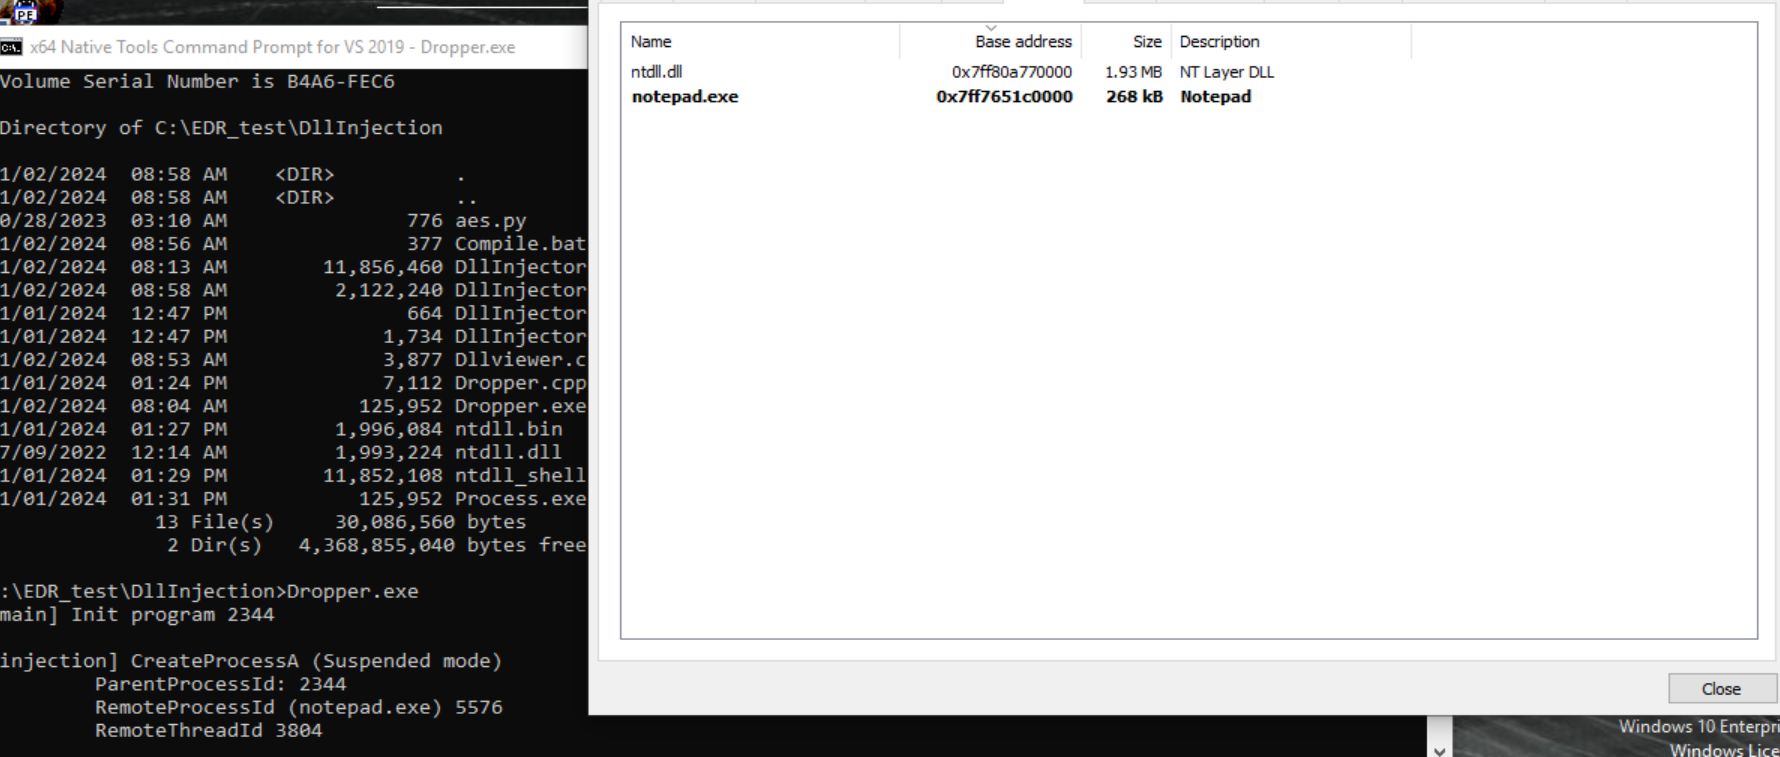 PE
x64 Native Tools Command Prompt for VS 2019 - Dropper.exe
Volume Serial Number is B4A6-FEC6
Directory of C:\EDR_test\DllInjection
1/02/2024  08:58 AM    <DIR>          .
1/02/2024  08:58 AM    <DIR>          ..
0/28/2023  03:10 AM               776 aes.py
1/02/2024  08:56 AM               377 Compile.bat
1/02/2024  08:13 AM        11,856,460 DllInjector
1/02/2024  08:58 AM         2,122,240 DllInjector
1/01/2024  12:47 PM               664 DllInjector
1/01/2024  12:47 PM             1,734 DllInjector
1/02/2024  08:53 AM             3,877 Dllviewer.c
1/01/2024  01:24 PM             7,112 Dropper.cpp
1/02/2024  08:04 AM           125,952 Dropper.exe
1/01/2024  01:27 PM         1,996,084 ntdll.bin
7/09/2022  12:14 AM         1,993,224 ntdll.dll
1/01/2024  01:29 PM        11,852,108 ntdll_shell
1/01/2024  01:31 PM           125,952 Process.exe
13 File(s)     30,086,560 bytes
2 Dir(s)   4,368,855,040 bytes free
:\EDR_test\DllInjection>Dropper.exe
main] Init program 2344
injection] CreateProcessA (Suspended mode)
ParentProcessId: 2344
RemoteProcessId (notepad.exe) 5576
RemoteThreadId 3804
Name Base address Size Description
ntdll.dll 0x7ff80a770000 1.93 MB NT Layer DLL
notepad.exe 0x7ff7651c0000 268 kB Notepad
Close
Windows 10 Enterpri
Windows Lice